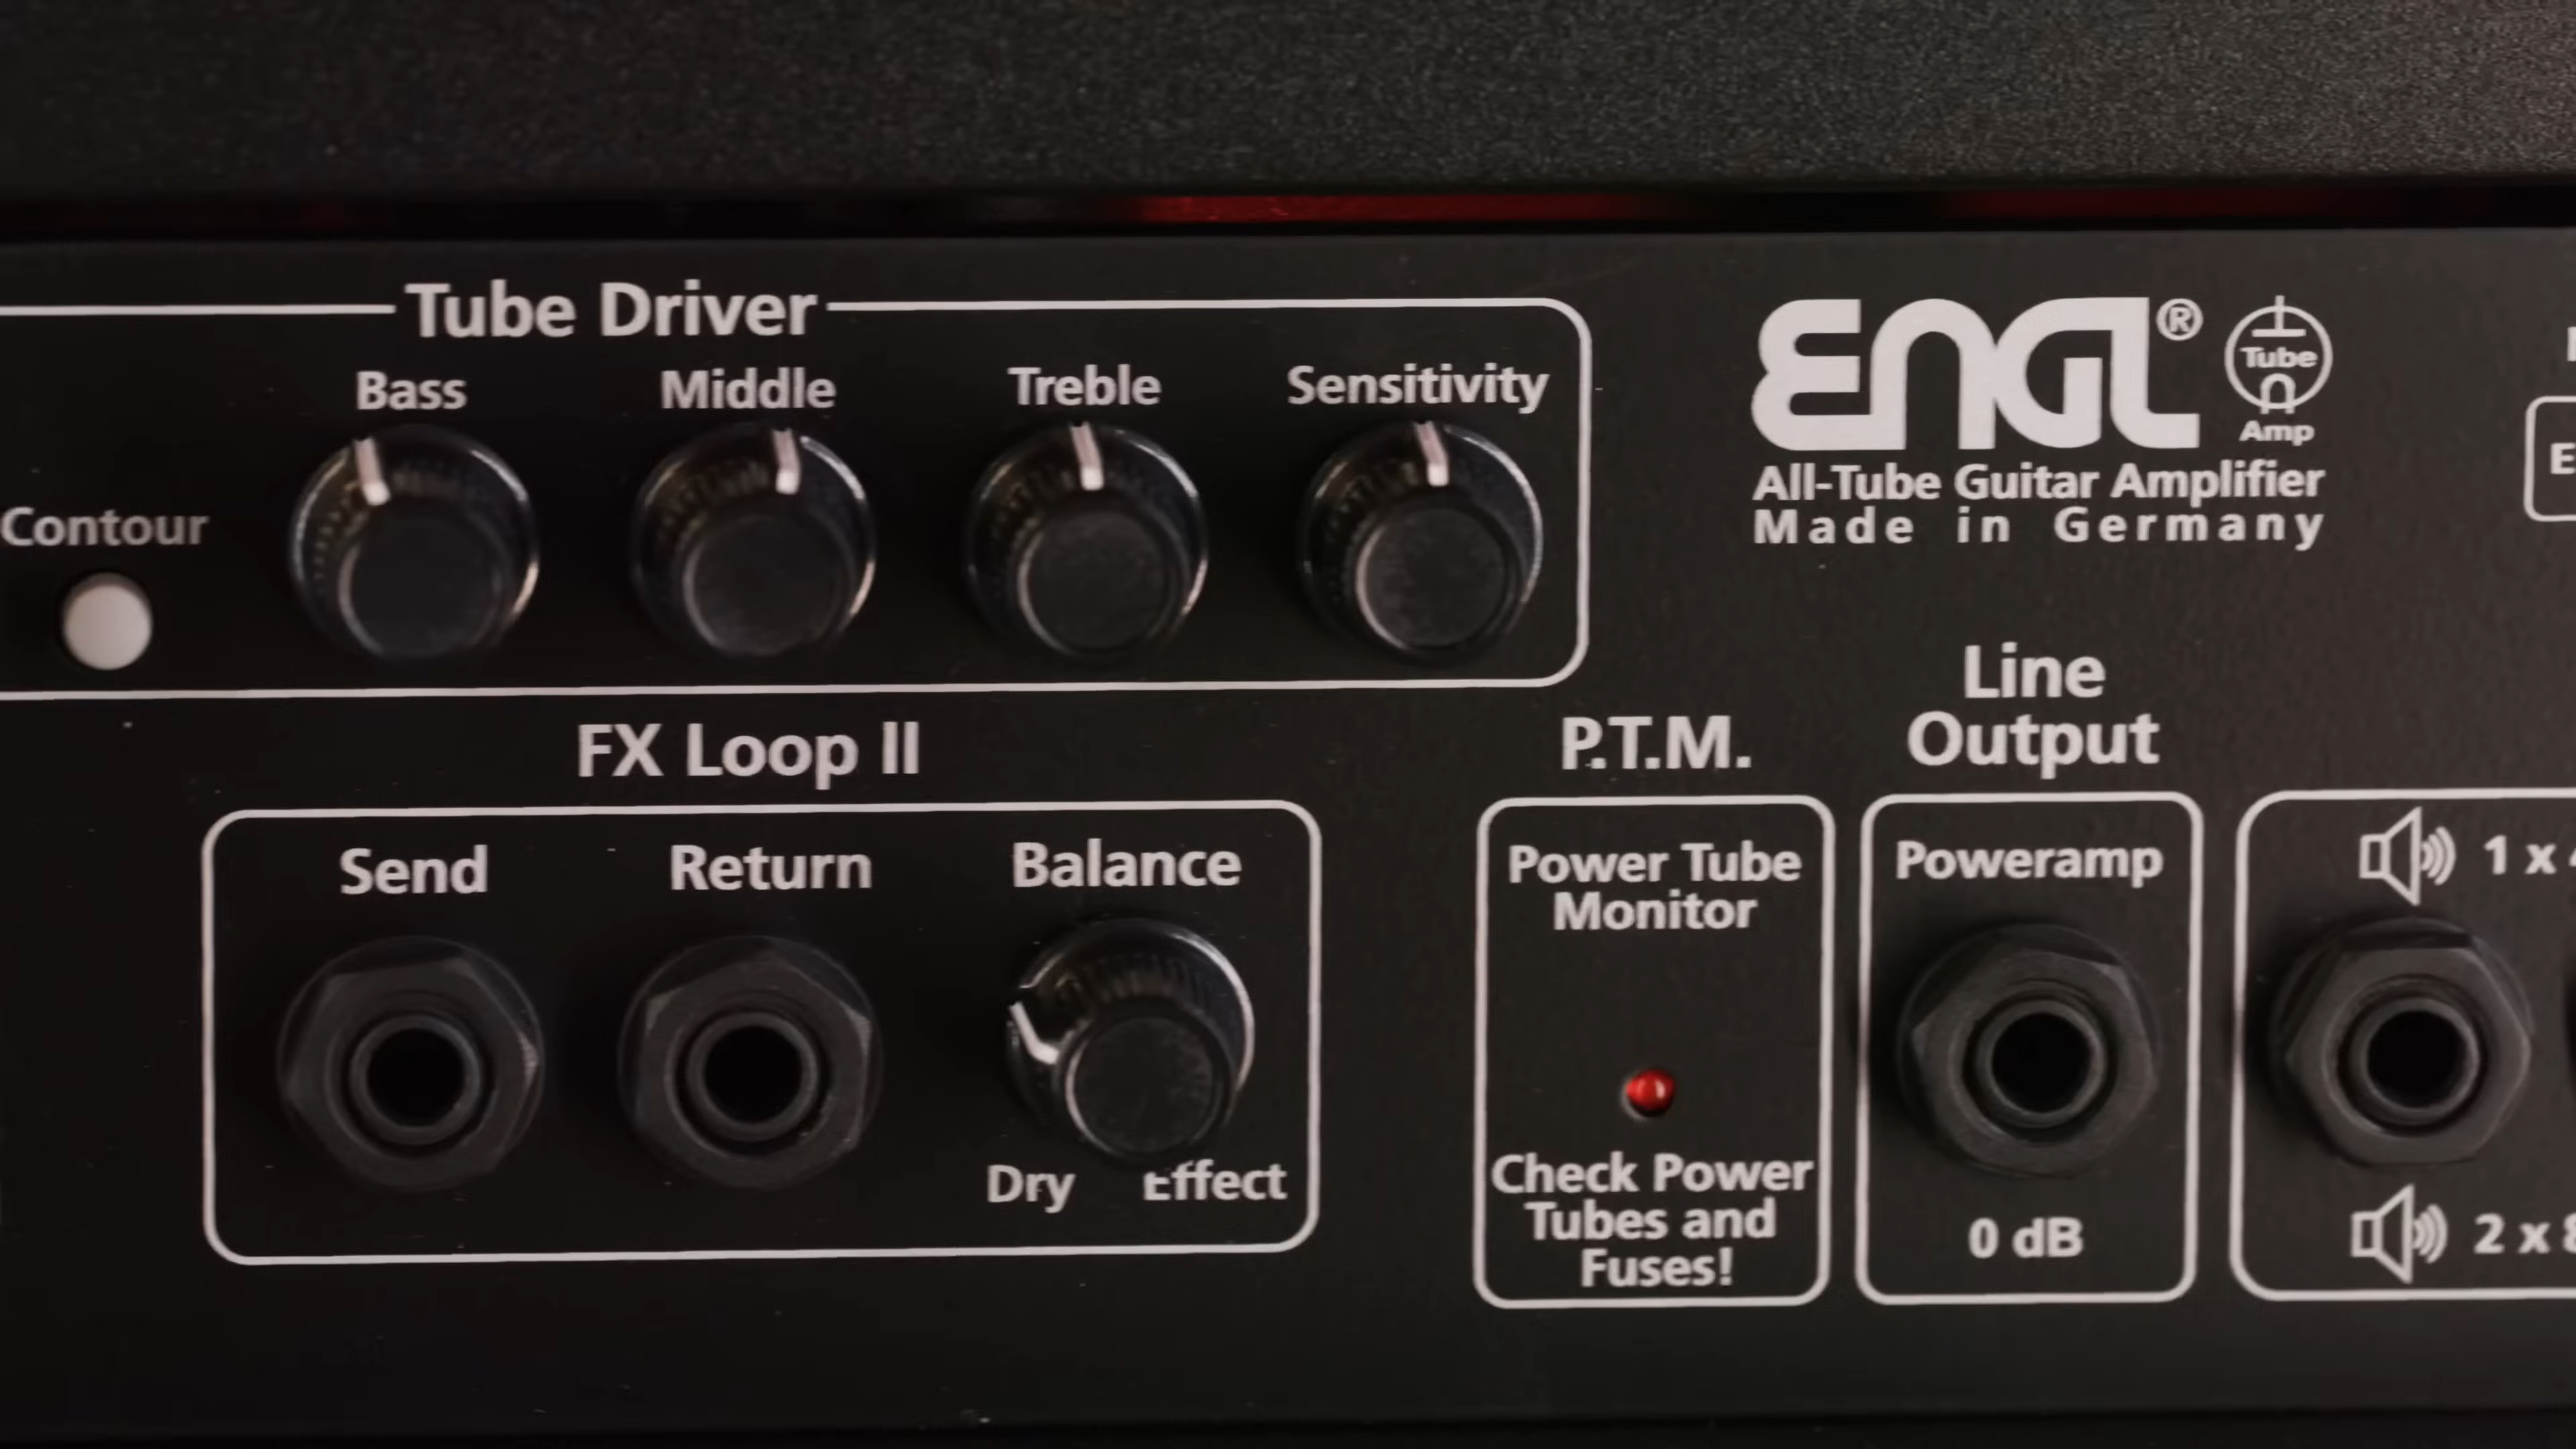 Tube Driver
Bass Middle Treble Sensitivity
Contour
ENGL®
Tube
Amp
All-Tube Guitar Amplifier
Made in Germany
FX Loop II
Send Return Balance
Dry Effect
P.T.M.
Power Tube
Monitor
Check Power
Tubes and
Fuses!
Line
Output
Poweramp
0 dB
1 x
2 x